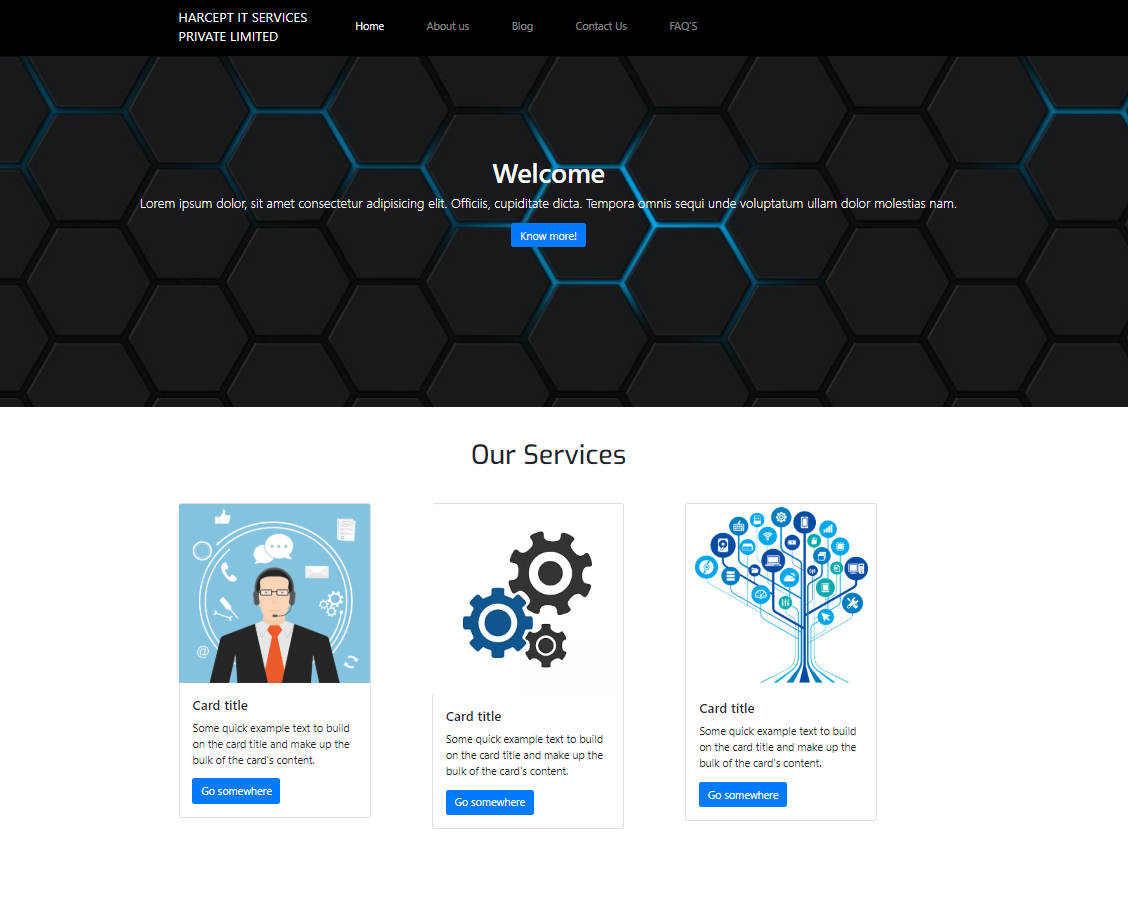 HARCEPT IT SERVICES
PRIVATE LIMITED
Home
About us
Blog
Contact Us
FAQ'S
Welcome
Lorem ipsum dolor, sit amet consectetur adipisicing elit. Officiis, cupiditate dicta. Tempora omnis sequi unde voluptatum ullam dolor molestias nam.
Know more!
Our Services
@
Card title
Some quick example text to build
on the card title and make up the
bulk of the card's content.
Go somewhere
Card title
Some quick example text to build
on the card title and make up the
bulk of the card's content.
Go somewhere
Card title
Some quick example text to build
on the card title and make up the
bulk of the card's content.
Go somewhere